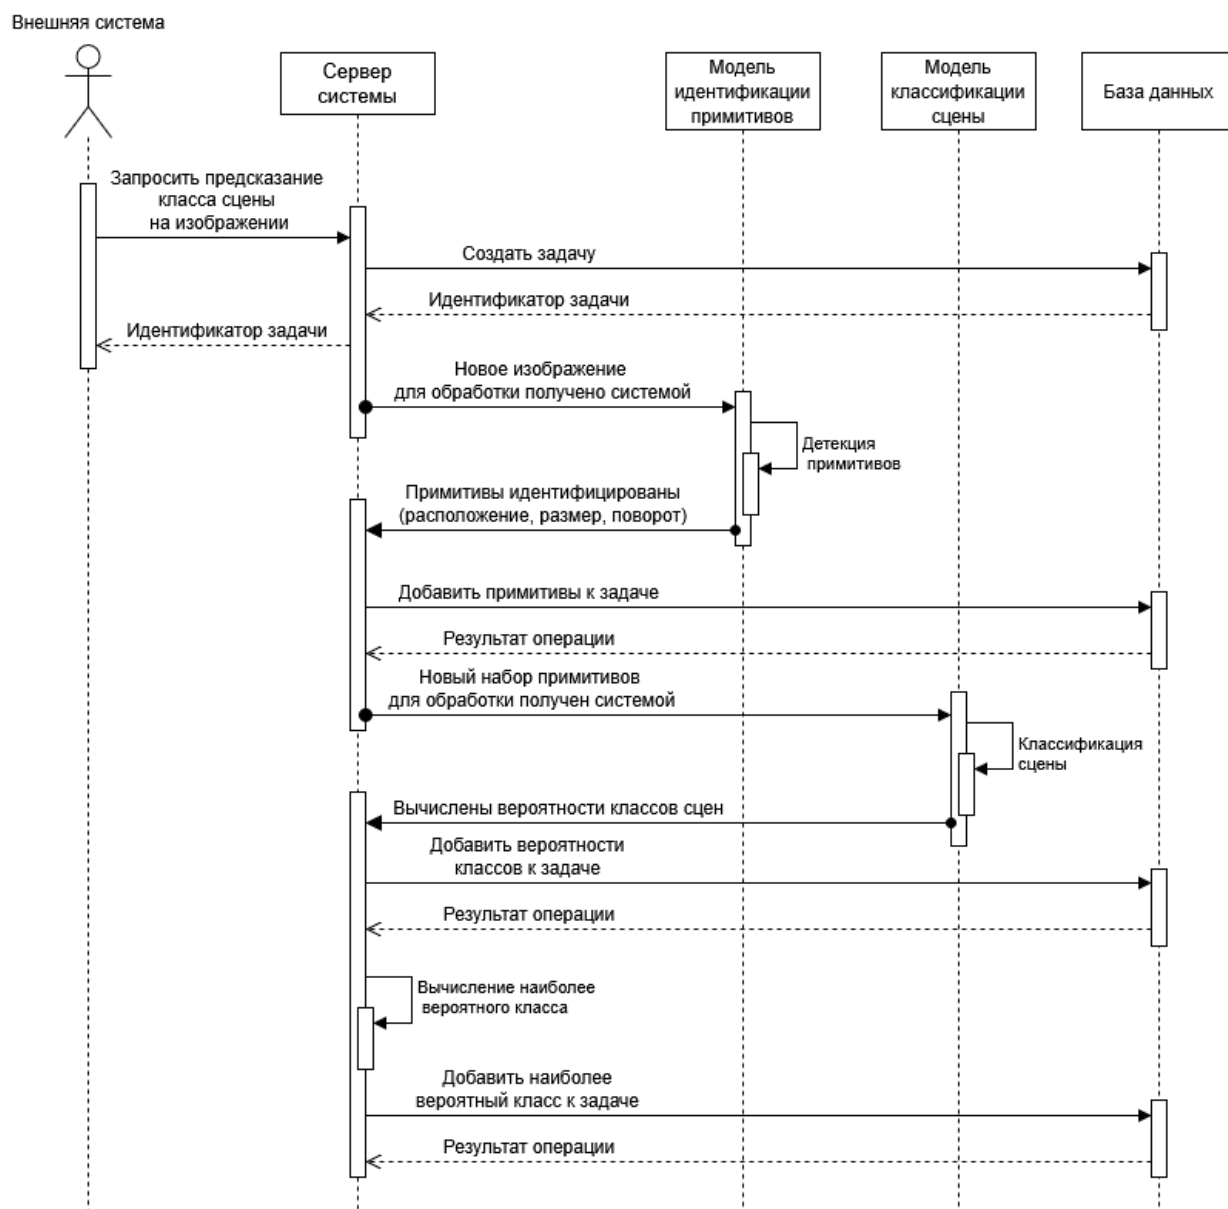 Внешняя система
Сервер
системы
Модель
идентификации
примитивов
Модель
классификации
сцены
База данных
Запросить предсказание
класса сцены
на изображении
Создать задачу
Идентификатор задачи
Идентификатор задачи
Новое изображение
для обработки получено системой
Детекция
примитивов
Примитивы идентифицированы
(расположение, размер, поворот)
Добавить примитивы к задаче
Результат операции
Новый набор примитивов
для обработки получен системой
Классификация
сцены
Вычислены вероятности классов сцен
Добавить вероятности
классов к задаче
Результат операции
Вычисление наиболее
вероятного класса
Добавить наиболее
вероятный класс к задаче
Результат операции